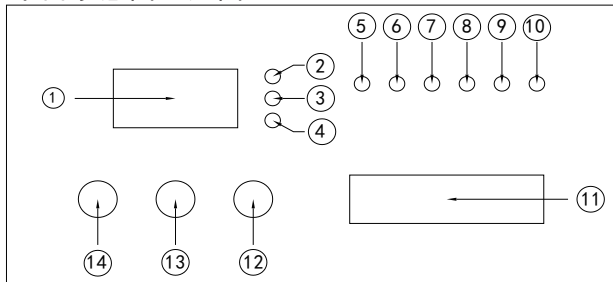 ⑤ ⑥ ⑦ ⑧ ⑨ ⑩
②
① ③
④
⑪
⑭ ⑬ ⑫